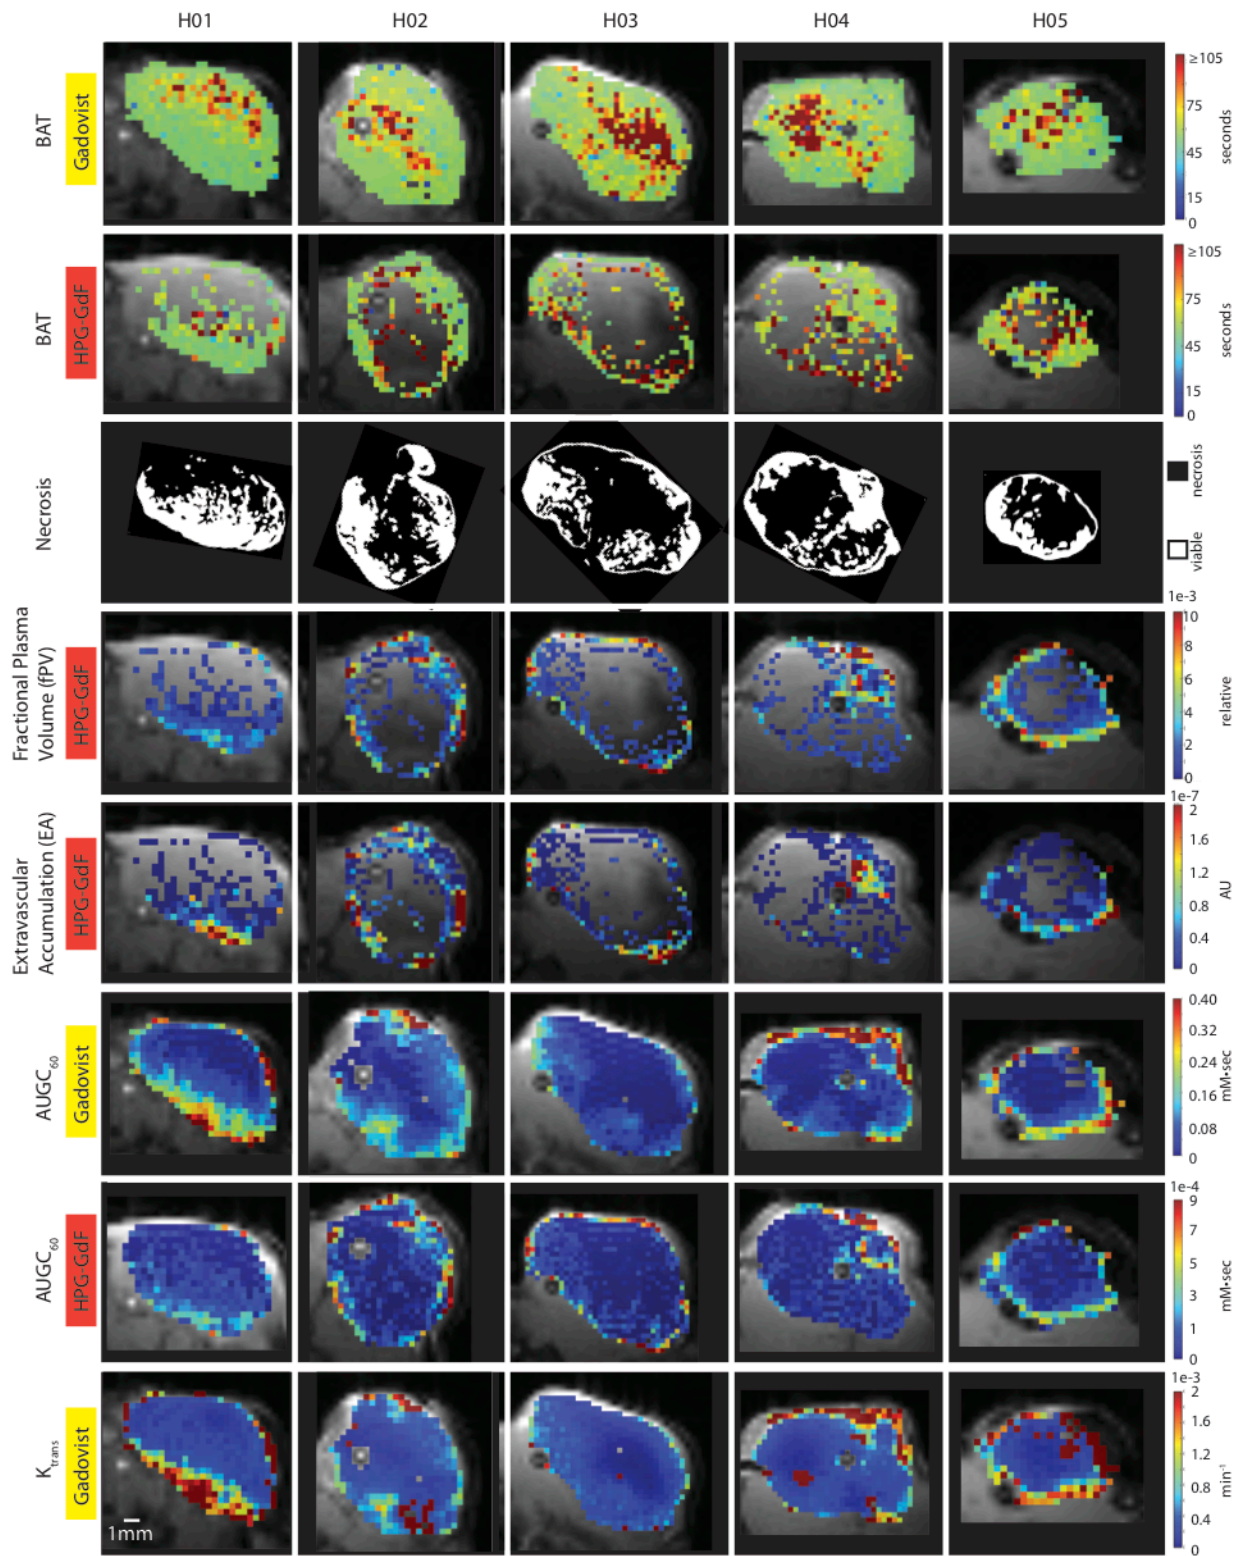 H01 H02 H03 H04 H05
BAT
Gadovist
≥105
75
45
15
0
seconds
BAT
HPG-GdF
≥105
75
45
15
0
seconds
Necrosis
necrosis
viable
Fractional Plasma
Volume (fPV)
HPG-GdF
1e-3
10
8
6
4
2
0
relative
Extravascular
Accumulation (EA)
HPG-GdF
1e-7
2
1.6
1.2
0.8
0.4
0
AU
AUGC60
Gadovist
0.40
0.32
0.24
0.16
0.08
0
mM•sec
AUGC60
HPG-GdF
1e-4
9
7
5
3
1
0
mM•sec
Ktrans
Gadovist
1e-3
2
1.6
1.2
0.8
0.4
0
min-1
1mm